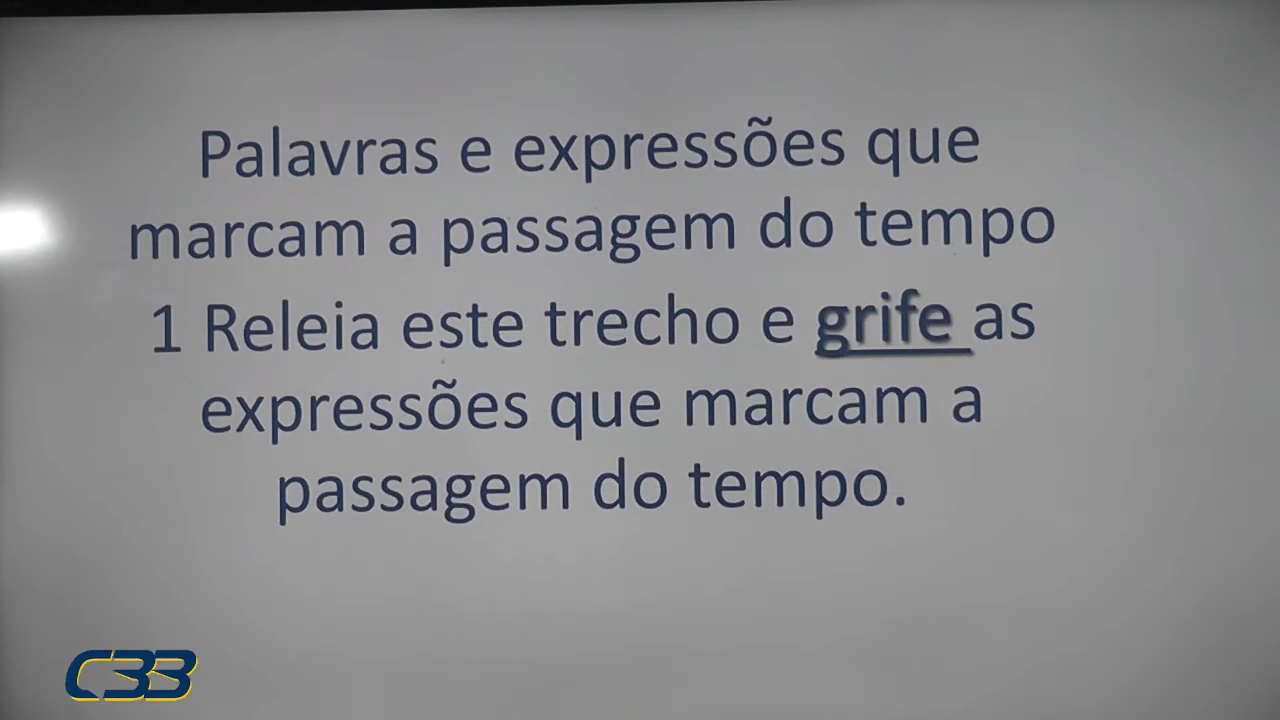 Palavras e expressões que
marcam a passagem do tempo
1 Releia este trecho e grife as
expressões que marcam a
passagem do tempo.
C33